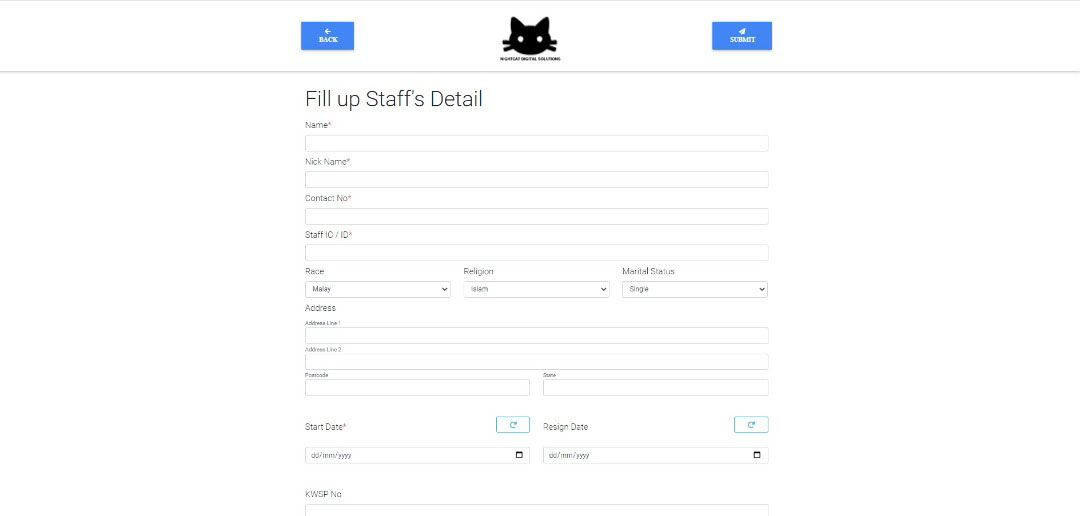 BACK
NIGHTCAT DIGITAL SOLUTIONS
SUBMIT
Fill up Staff's Detail
Name*
Nick Name*
Contact No*
Staff IC / ID*
Race
Religion
Marital Status
Malay
Islam
Single
Address
Address Line 1
Address Line 2
Postcode
State
Start Date*
Resign Date
dd/mm/yyyy
dd/mm/yyyy
KWSP No